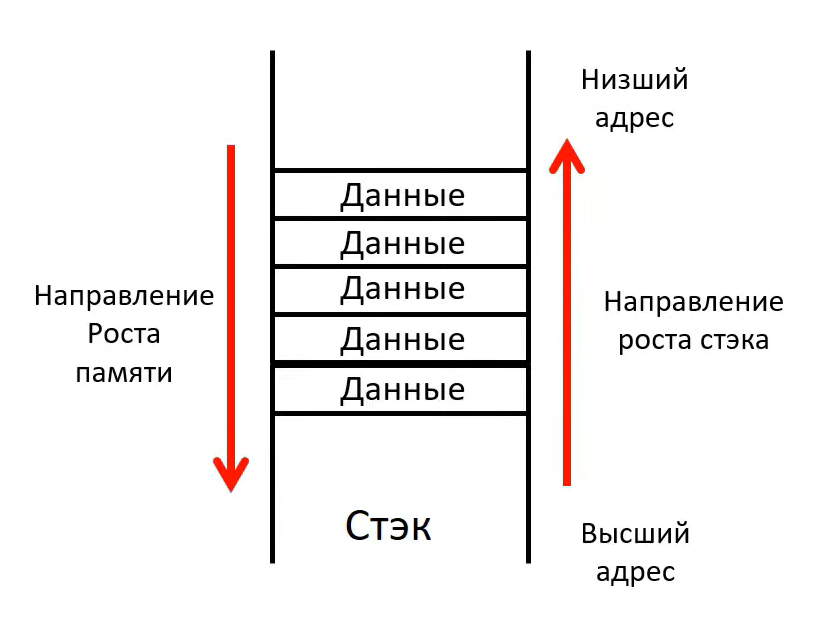 Низший
адрес
Данные
Данные
Данные
Данные
Данные
Направление
Роста
памяти
Направление
роста стэка
Стэк
Высший
адрес